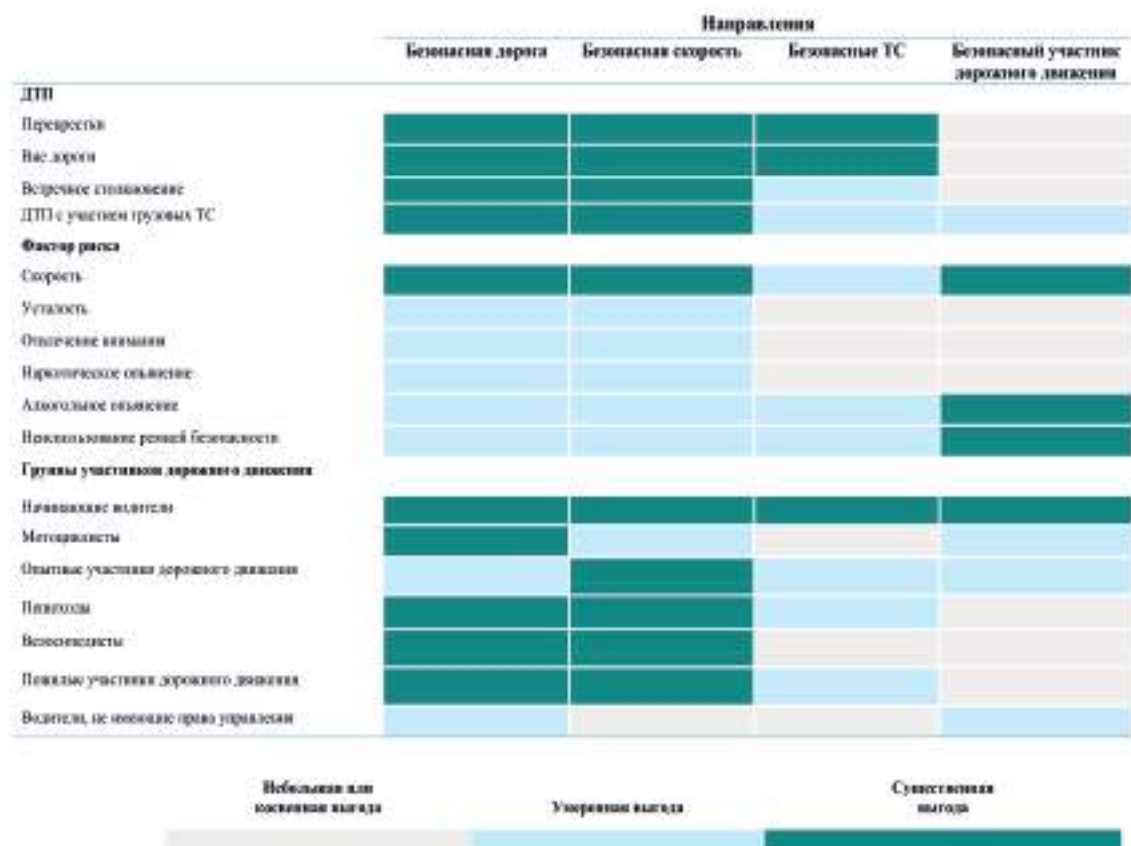 Направления
Безопасная дорога Безопасная скорость Безопасные ТС Безопасный участник
дорожного движения
ДТП
Перекрестки
Вне дороги
Встречное столкновение
ДТП с участием грузовых ТС
Фактор риска
Скорость
Усталость
Отвлечение внимания
Наркотическое опьянение
Алкогольное опьянение
Неиспользование ремней безопасности
Группы участников дорожного движения
Начинающие водители
Мотоциклисты
Опытные участники дорожного движения
Пешеходы
Велосипедисты
Пожилые участники дорожного движения
Водители, не имеющие права управления
Небольшая или Существенная
косвенная выгода Умеренная выгода выгода